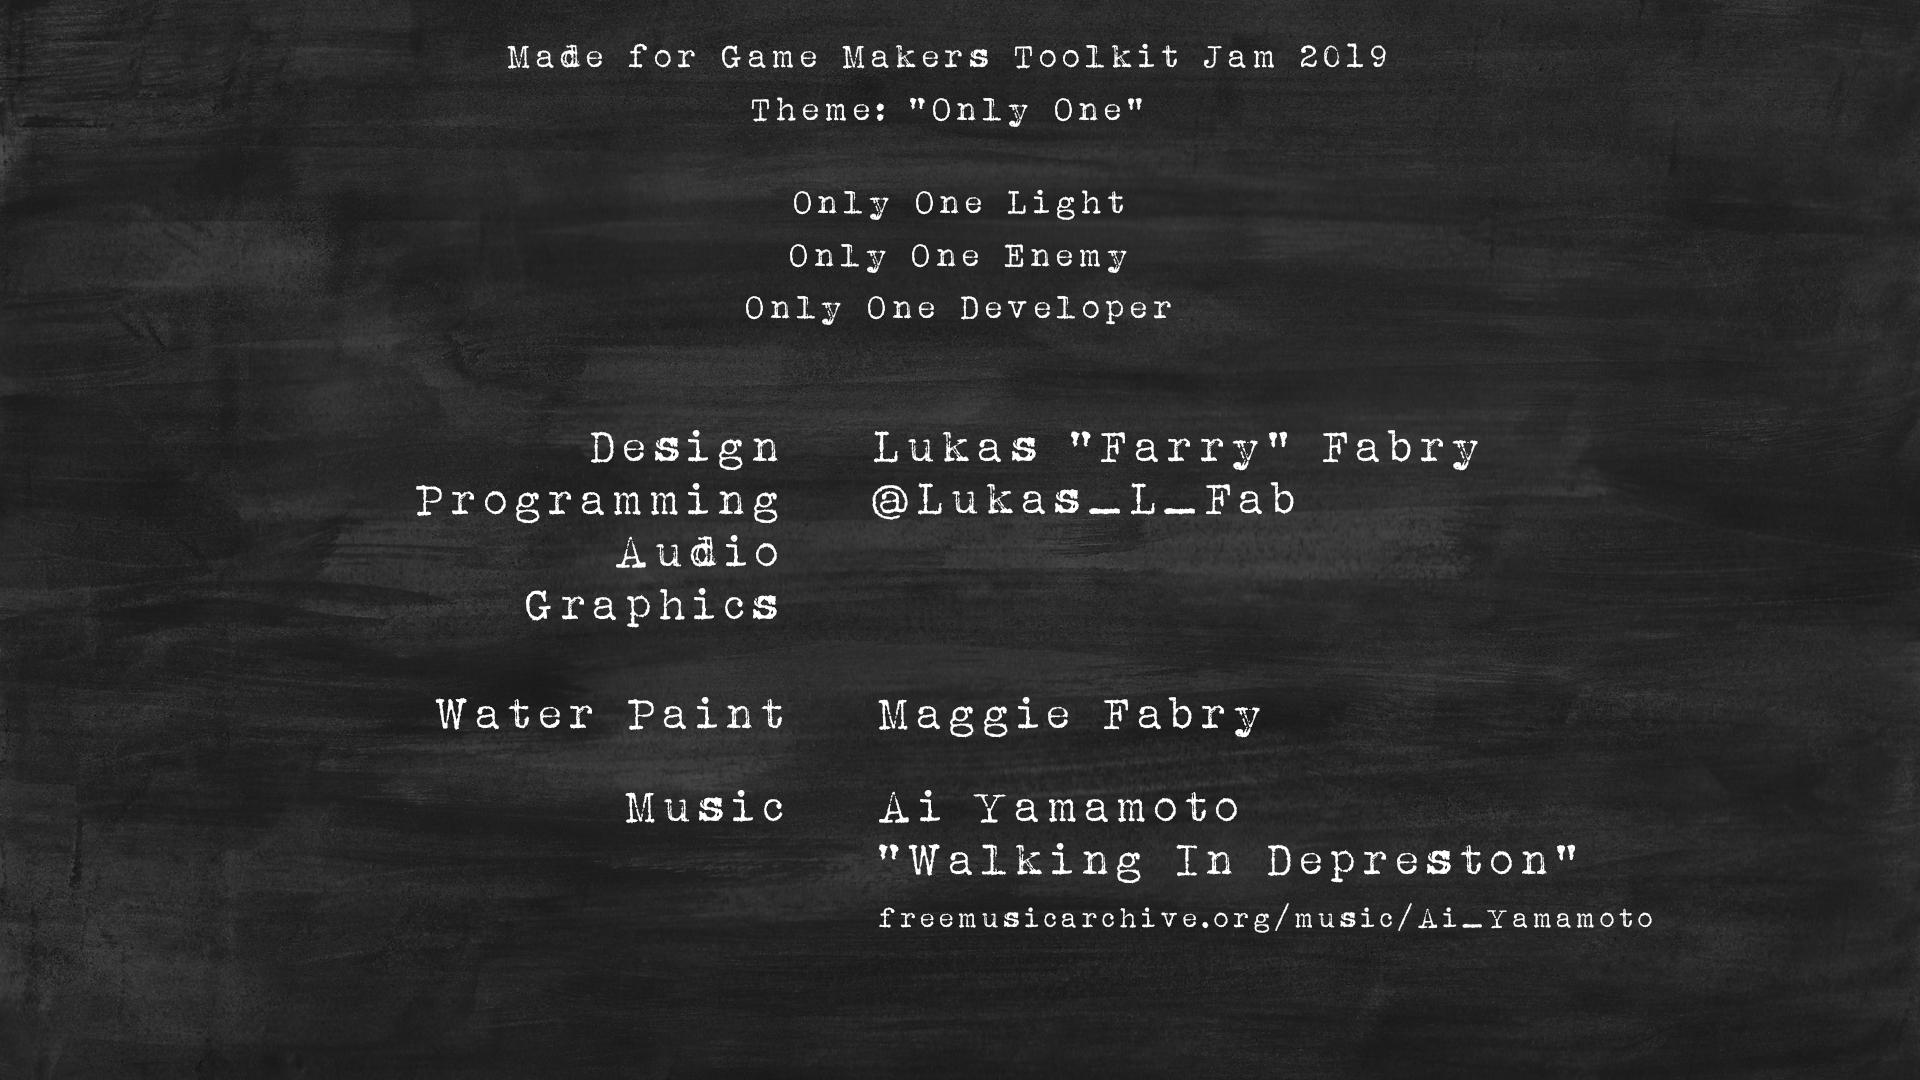 Made for Game Makers Toolkit Jam 2019
Theme: "Only One"
Only One Light
Only One Enemy
Only One Developer
Design Lukas "Farry" Fabry
Programming @Lukas_L_Fab
Audio
Graphics
Water Paint Maggie Fabry
Music Ai Yamamoto
"Walking In Depreston"
freemusicarchive.org/music/Ai_Yamamoto